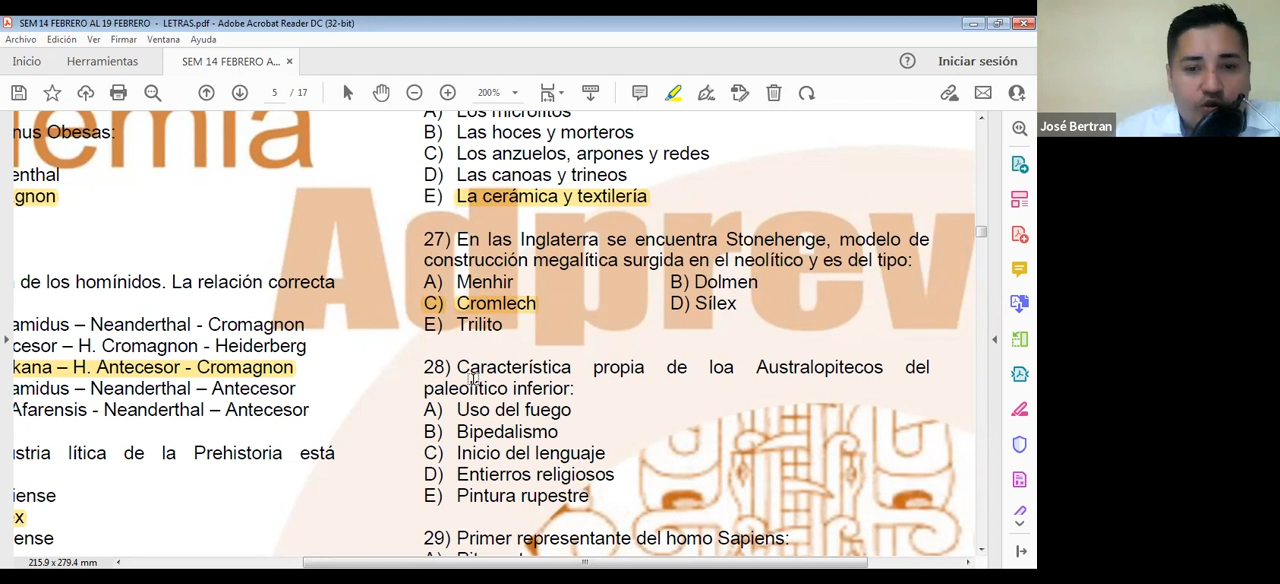 SEM 14 FEBRERO AL 19 FEBRERO - LETRAS.pdf - Adobe Acrobat Reader DC (32-bit)
Archivo Edición Ver Firmar Ventana Ayuda
Inicio Herramientas SEM 14 FEBRERO A... × Iniciar sesión
5 / 17 200%
José Bertran
emia
Adprev
nus Obesas:
enthal
gnon
de los homínidos. La relación correcta
amidus – Neanderthal - Cromagnon
cesor – H. Cromagnon - Heiderberg
kana – H. Antecesor - Cromagnon
amidus – Neanderthal – Antecesor
Afarensis - Neanderthal – Antecesor
ustria lítica de la Prehistoria está
iense
x
ense
A) Los microlitos
B) Las hoces y morteros
C) Los anzuelos, arpones y redes
D) Las canoas y trineos
E) La cerámica y textilería
27) En las Inglaterra se encuentra Stonehenge, modelo de
construcción megalítica surgida en el neolítico y es del tipo:
A) Menhir B) Dolmen
C) Cromlech D) Sílex
E) Trilito
28) Característica propia de loa Australopitecos del
paleolítico inferior:
A) Uso del fuego
B) Bipedalismo
C) Inicio del lenguaje
D) Entierros religiosos
E) Pintura rupestre
29) Primer representante del homo Sapiens:
215.9 x 279.4 mm